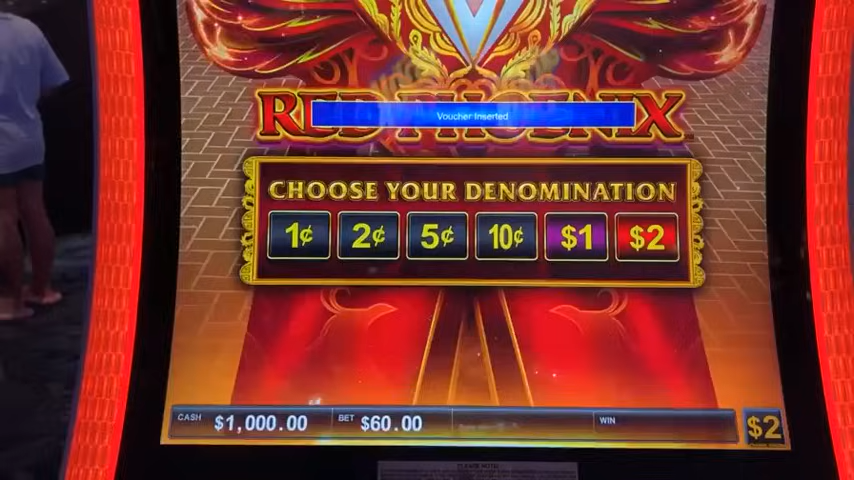 RED PHOENIX
Voucher Inserted
CHOOSE YOUR DENOMINATION
1¢ 2¢ 5¢ 10¢ $1 $2
CASH $1,000.00 BET $60.00 WIN $2